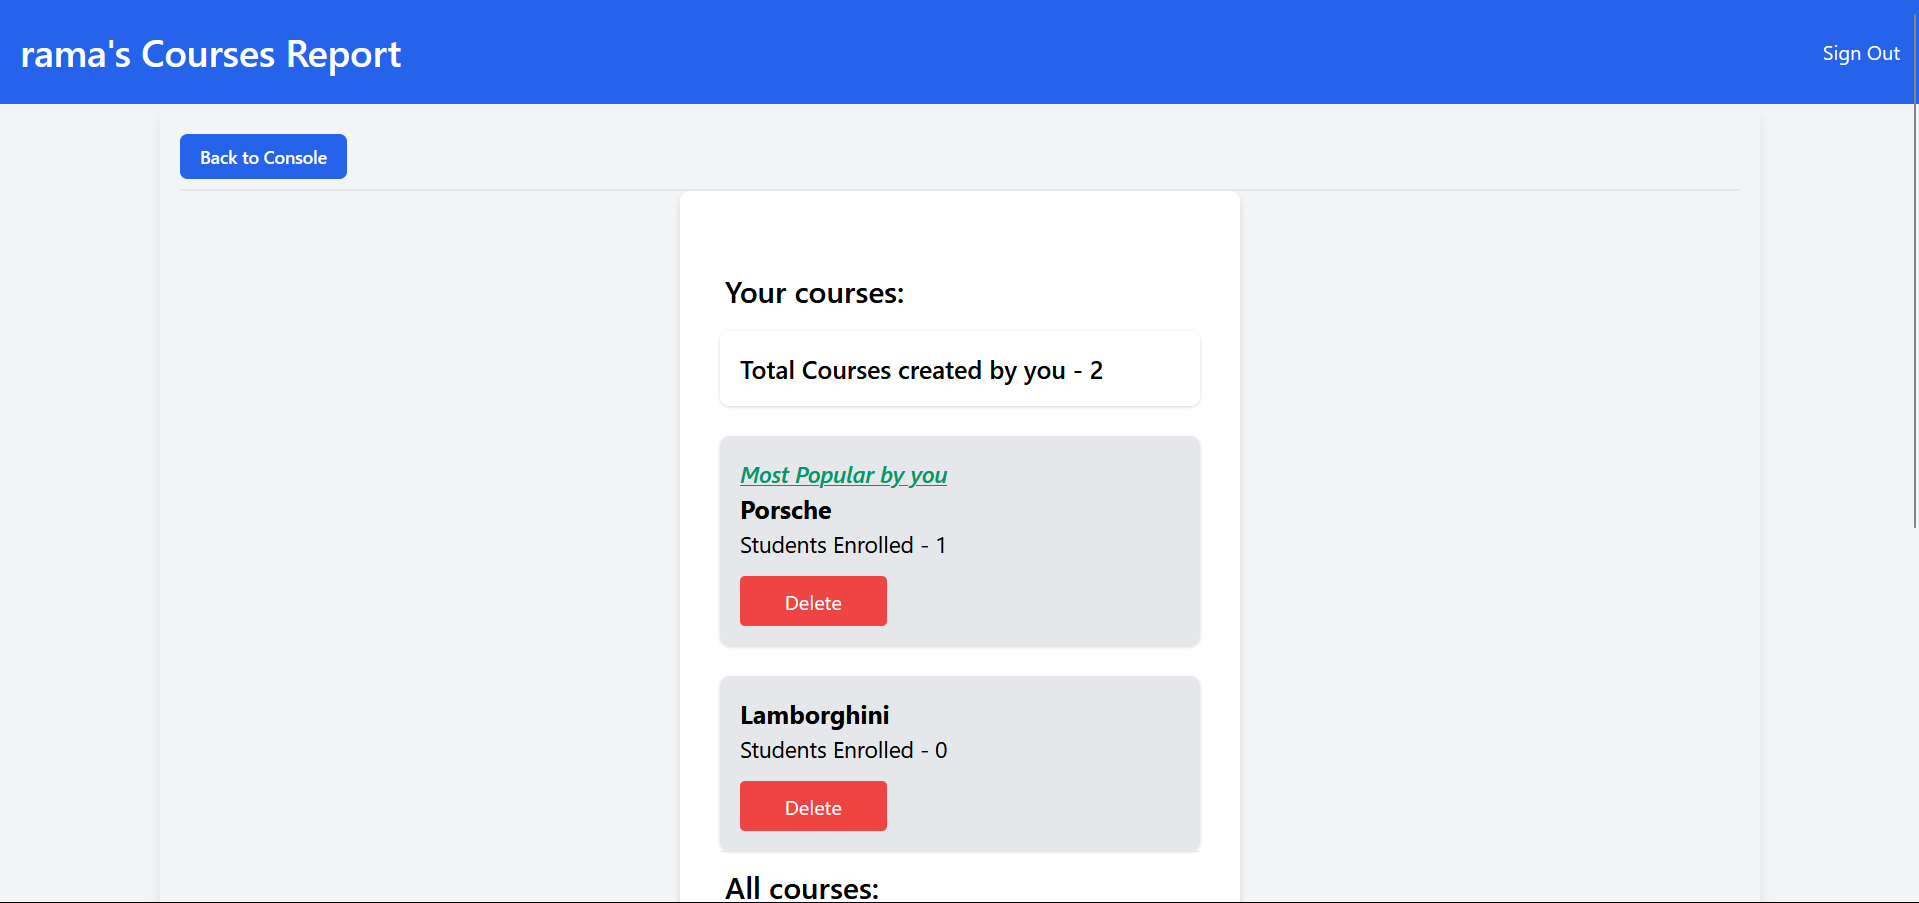 rama's Courses Report
Sign Out
Back to Console
Your courses:
Total Courses created by you - 2
Most Popular by you
Porsche
Students Enrolled - 1
Delete
Lamborghini
Students Enrolled - 0
Delete
All courses: